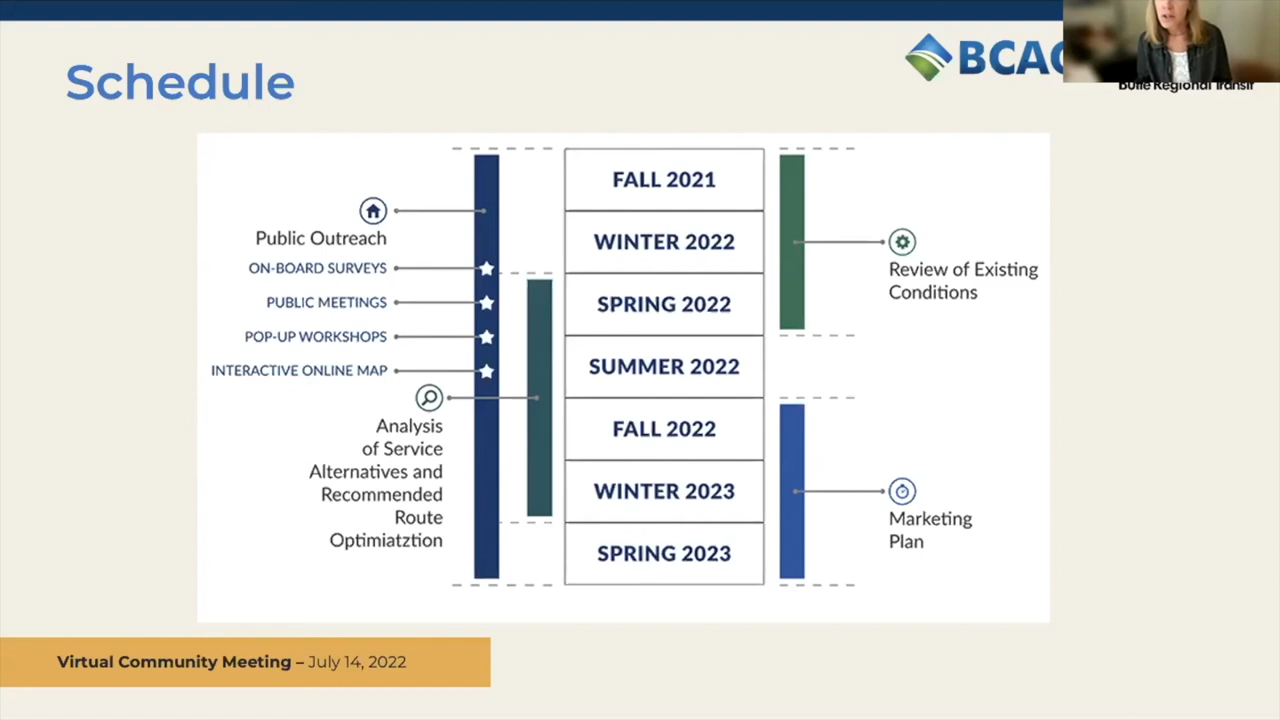 Schedule
BCAG
Butte Regional Transit
FALL 2021
WINTER 2022
SPRING 2022
SUMMER 2022
FALL 2022
WINTER 2023
SPRING 2023
Public Outreach
ON-BOARD SURVEYS
PUBLIC MEETINGS
POP-UP WORKSHOPS
INTERACTIVE ONLINE MAP
Analysis
of Service
Alternatives and
Recommended
Route
Optimiatztion
Review of Existing
Conditions
Marketing
Plan
Virtual Community Meeting – July 14, 2022